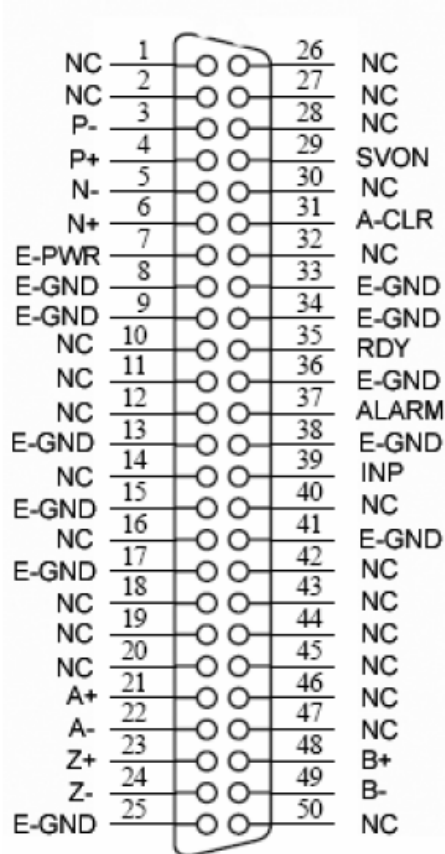 NC 1 26 NC
NC 2 27 NC
P- 3 28 NC
P+ 4 29 SVON
N- 5 30 NC
N+ 6 31 A-CLR
E-PWR 7 32 NC
E-GND 8 33 E-GND
E-GND 9 34 E-GND
NC 10 35 RDY
NC 11 36 E-GND
NC 12 37 ALARM
E-GND 13 38 E-GND
NC 14 39 INP
E-GND 15 40 NC
NC 16 41 E-GND
E-GND 17 42 NC
NC 18 43 NC
NC 19 44 NC
NC 20 45 NC
A+ 21 46 NC
A- 22 47 NC
Z+ 23 48 B+
Z- 24 49 B-
E-GND 25 50 NC